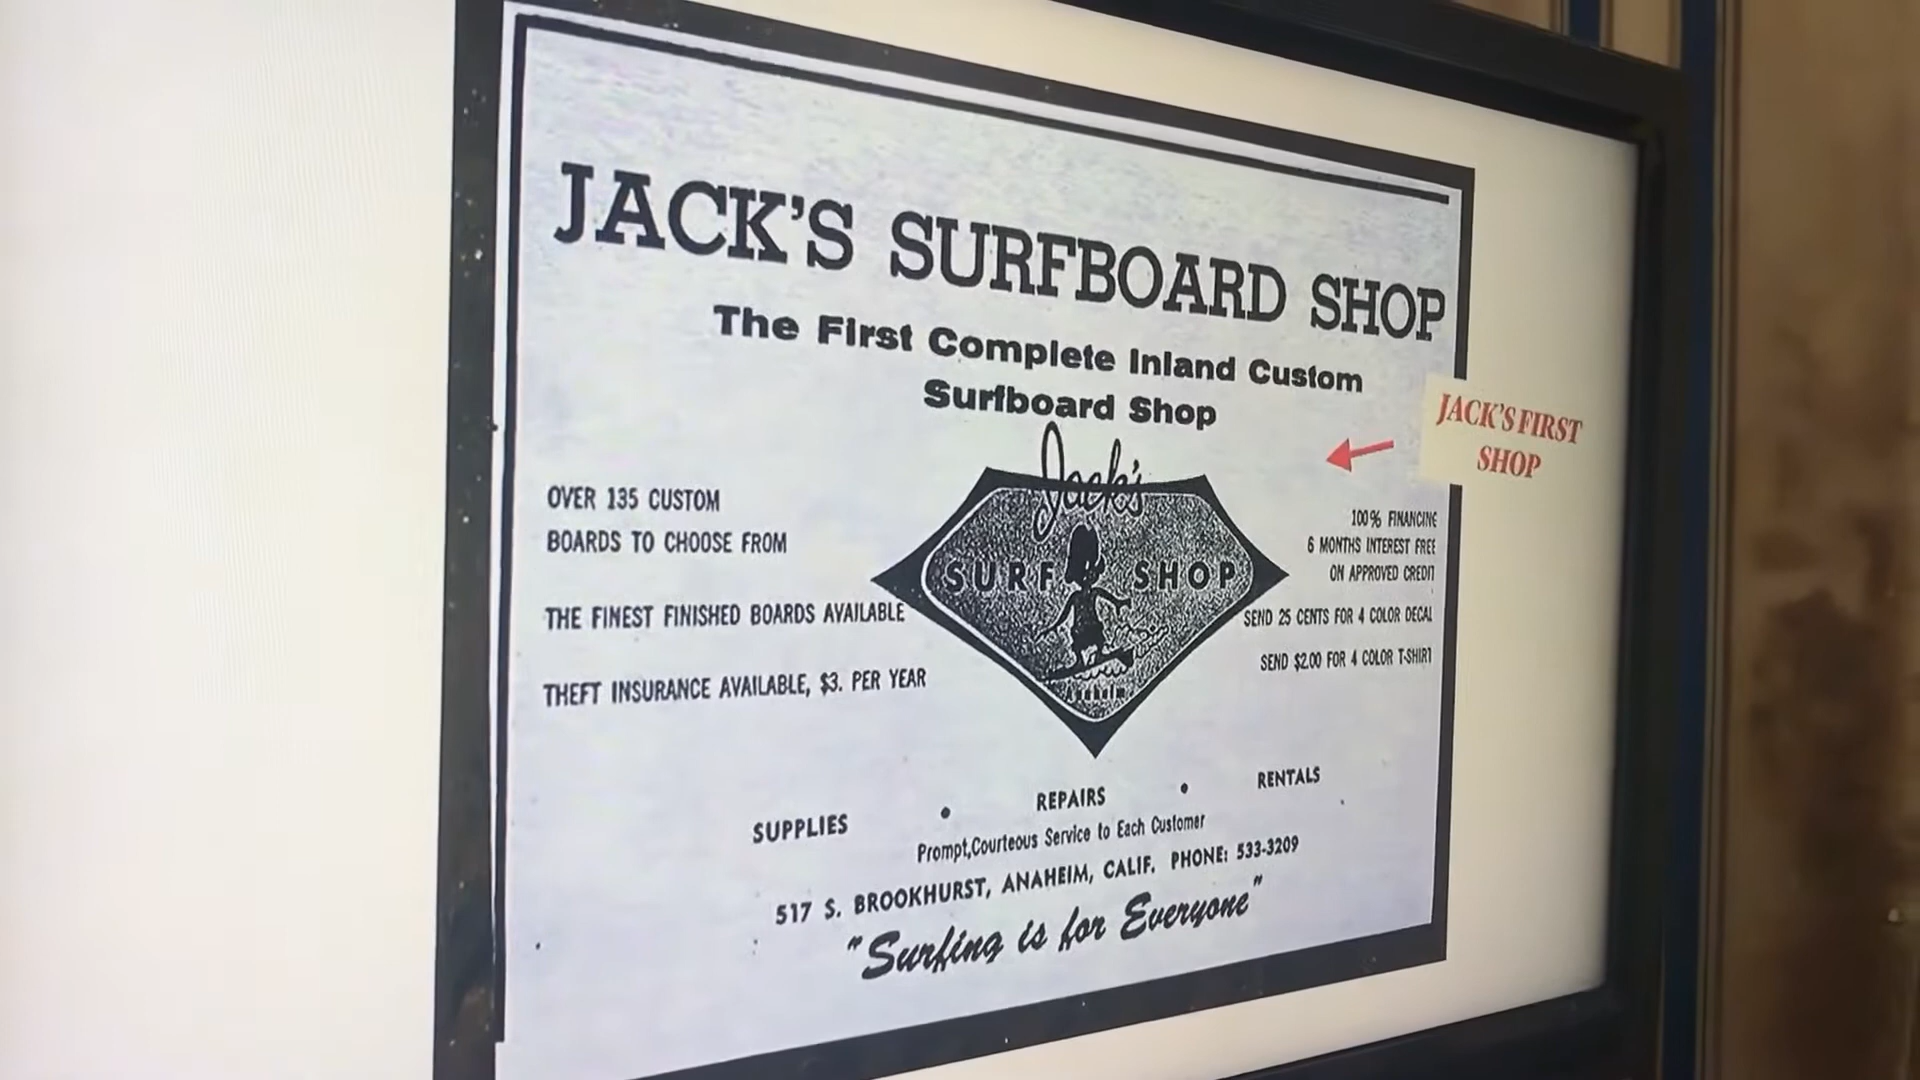 JACK'S SURFBOARD SHOP
The First Complete Inland Custom
Surfboard Shop
JACK'S FIRST
SHOP
OVER 135 CUSTOM
BOARDS TO CHOOSE FROM
THE FINEST FINISHED BOARDS AVAILABLE
THEFT INSURANCE AVAILABLE, $3. PER YEAR
Jack's
SURF SHOP
Anaheim
100% FINANCING
6 MONTHS INTEREST FREE
ON APPROVED CREDIT
SEND 25 CENTS FOR 4 COLOR DECAL
SEND $2.00 FOR 4 COLOR T-SHIRT
SUPPLIES • REPAIRS • RENTALS
Prompt,Courteous Service to Each Customer
517 S. BROOKHURST, ANAHEIM, CALIF. PHONE: 533-3209
"Surfing is for Everyone"